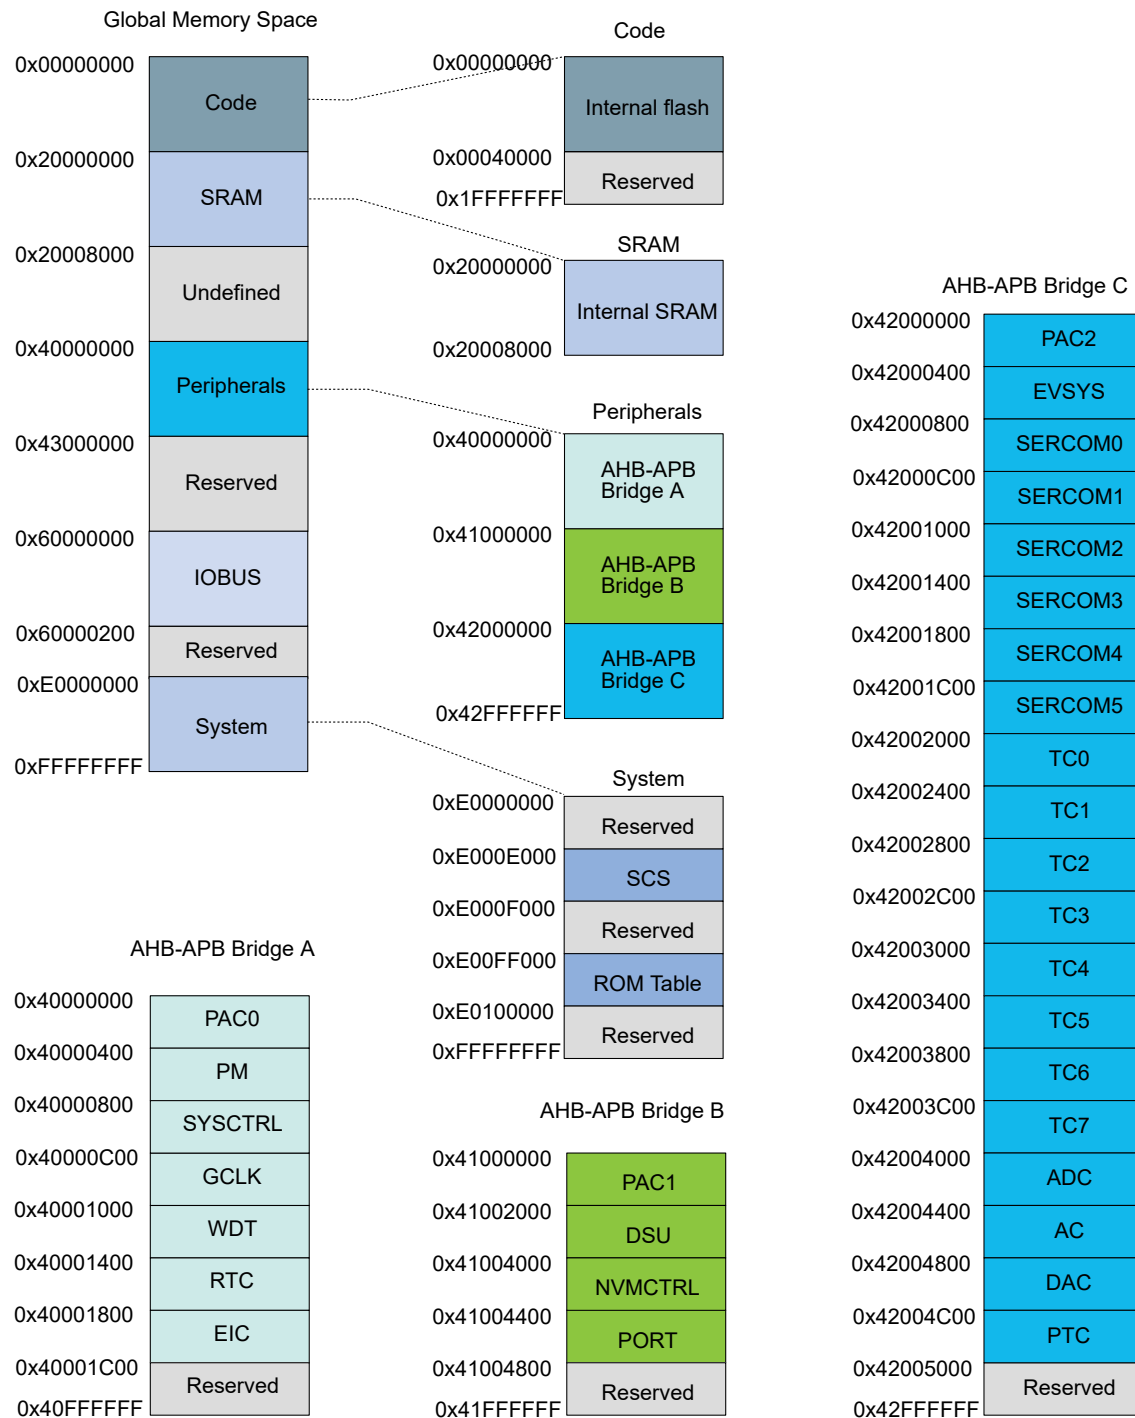 Global Memory Space
0x00000000
Code
0x20000000
SRAM
0x20008000
Undefined
0x40000000
Peripherals
0x43000000
Reserved
0x60000000
IOBUS
0x60000200
Reserved
0xE0000000
System
0xFFFFFFFF
Code
0x00000000
Internal flash
0x00040000
Reserved
0x1FFFFFFF
SRAM
0x20000000
Internal SRAM
0x20008000
Peripherals
0x40000000
AHB-APB
Bridge A
0x41000000
AHB-APB
Bridge B
0x42000000
AHB-APB
Bridge C
0x42FFFFFF
System
0xE0000000
Reserved
0xE000E000
SCS
0xE000F000
Reserved
0xE00FF000
ROM Table
0xE0100000
Reserved
0xFFFFFFFF
AHB-APB Bridge A
0x40000000
PAC0
0x40000400
PM
0x40000800
SYSCTRL
0x40000C00
GCLK
0x40001000
WDT
0x40001400
RTC
0x40001800
EIC
0x40001C00
Reserved
0x40FFFFFF
AHB-APB Bridge B
0x41000000
PAC1
0x41002000
DSU
0x41004000
NVMCTRL
0x41004400
PORT
0x41004800
Reserved
0x41FFFFFF
AHB-APB Bridge C
0x42000000
PAC2
0x42000400
EVSYS
0x42000800
SERCOM0
0x42000C00
SERCOM1
0x42001000
SERCOM2
0x42001400
SERCOM3
0x42001800
SERCOM4
0x42001C00
SERCOM5
0x42002000
TC0
0x42002400
TC1
0x42002800
TC2
0x42002C00
TC3
0x42003000
TC4
0x42003400
TC5
0x42003800
TC6
0x42003C00
TC7
0x42004000
ADC
0x42004400
AC
0x42004800
DAC
0x42004C00
PTC
0x42005000
Reserved
0x42FFFFFF